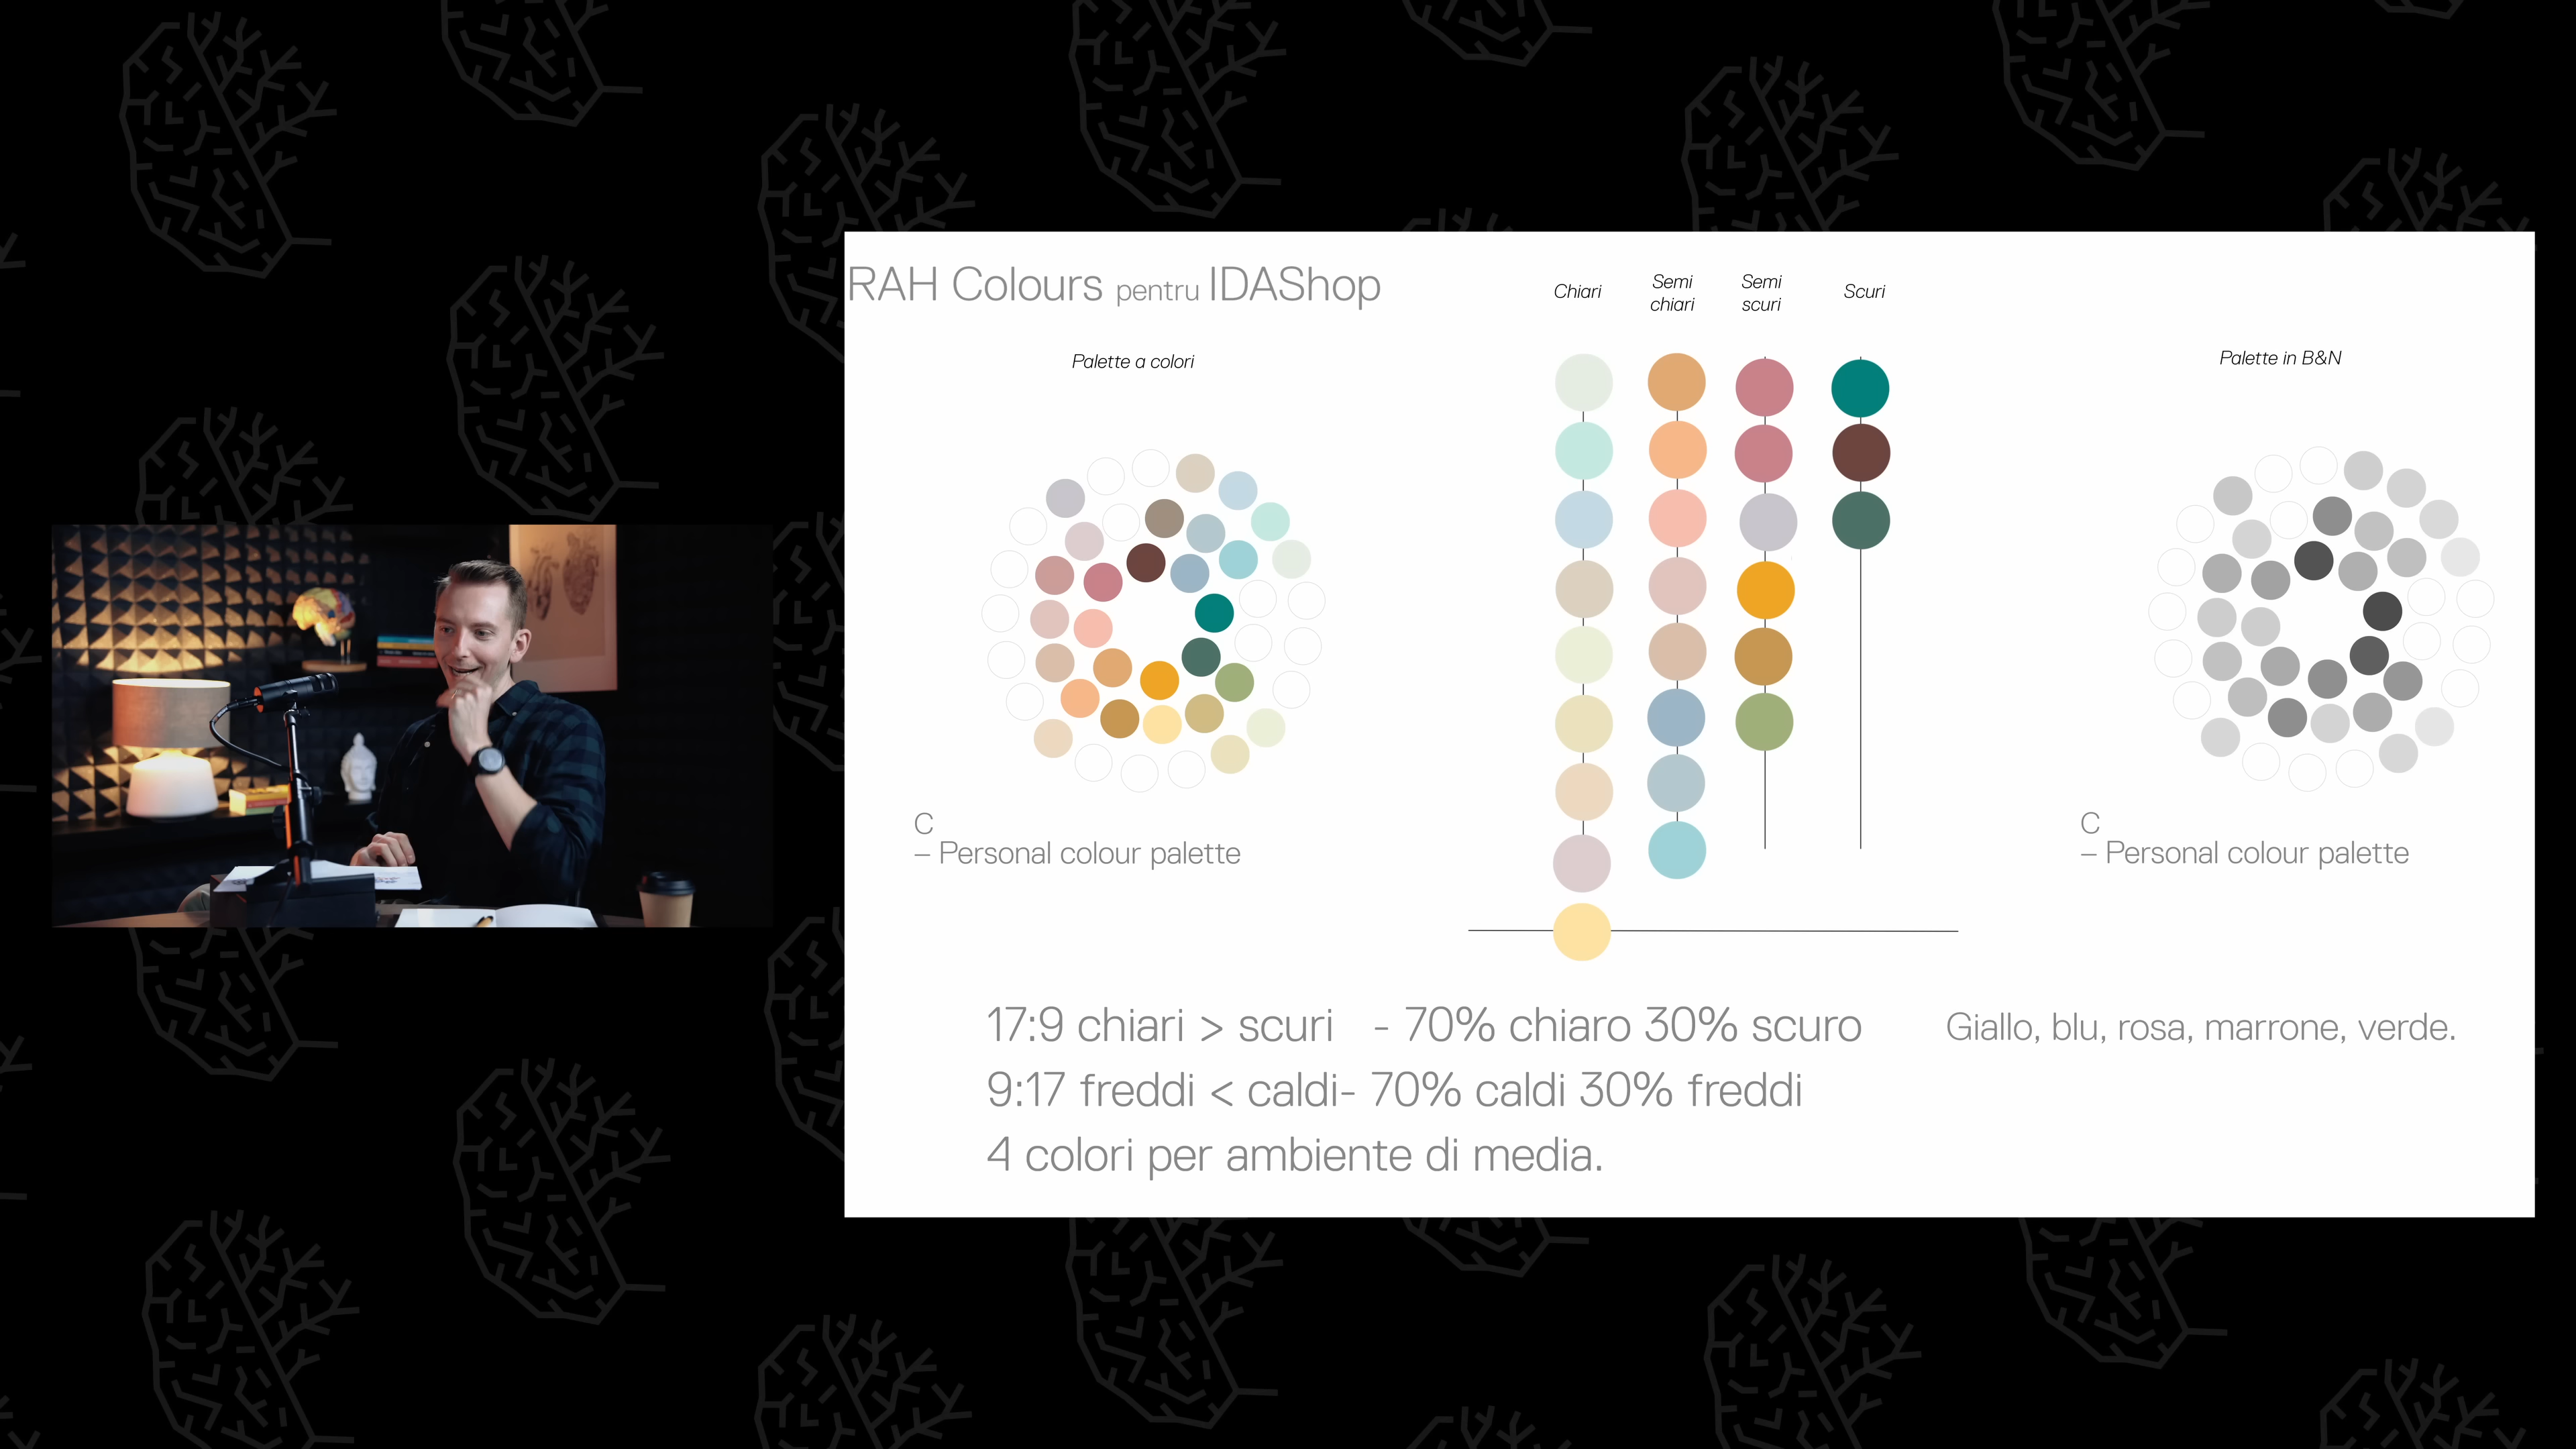 RAH Colours pentru IDAShop
Palette a colori
Chiari
Semi
chiari
Semi
scuri
Scuri
Palette in B&N
C
– Personal colour palette
C
– Personal colour palette
17:9 chiari > scuri - 70% chiaro 30% scuro
Giallo, blu, rosa, marrone, verde.
9:17 freddi < caldi- 70% caldi 30% freddi
4 colori per ambiente di media.